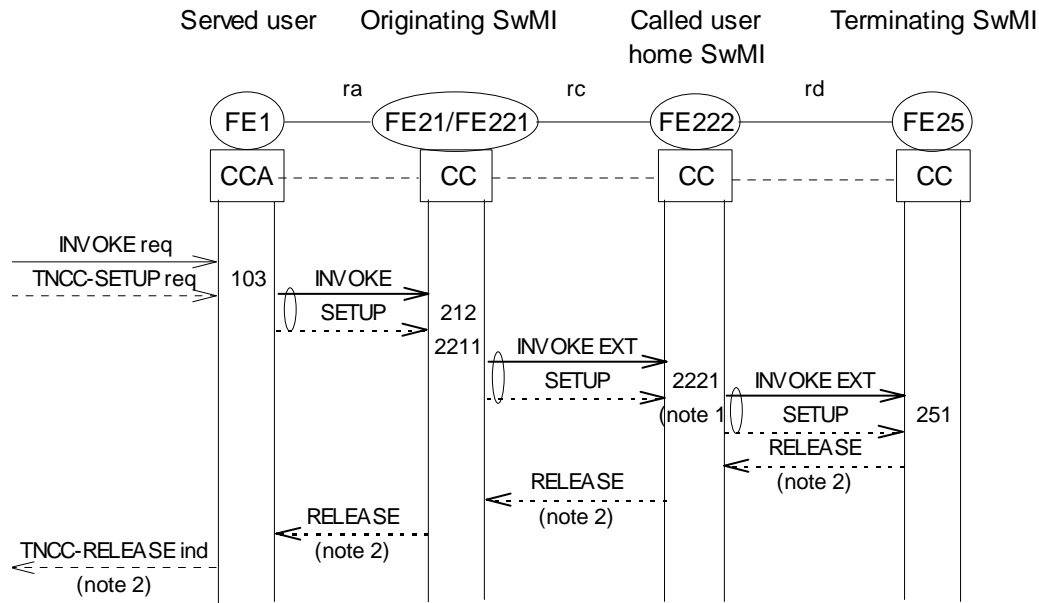 Served user
Originating SwMI
Called user
home SwMI
Terminating SwMI
ra
rc
rd
FE1
FE21/FE221
FE222
FE25
CCA
CC
CC
CC
INVOKE req
TNCC-SETUP req
103
INVOKE
SETUP
212
2211
INVOKE EXT
SETUP
2221
(note 1
INVOKE EXT
SETUP
251
RELEASE
(note 2)
RELEASE
(note 2)
RELEASE
(note 2)
TNCC-RELEASE ind
(note 2)